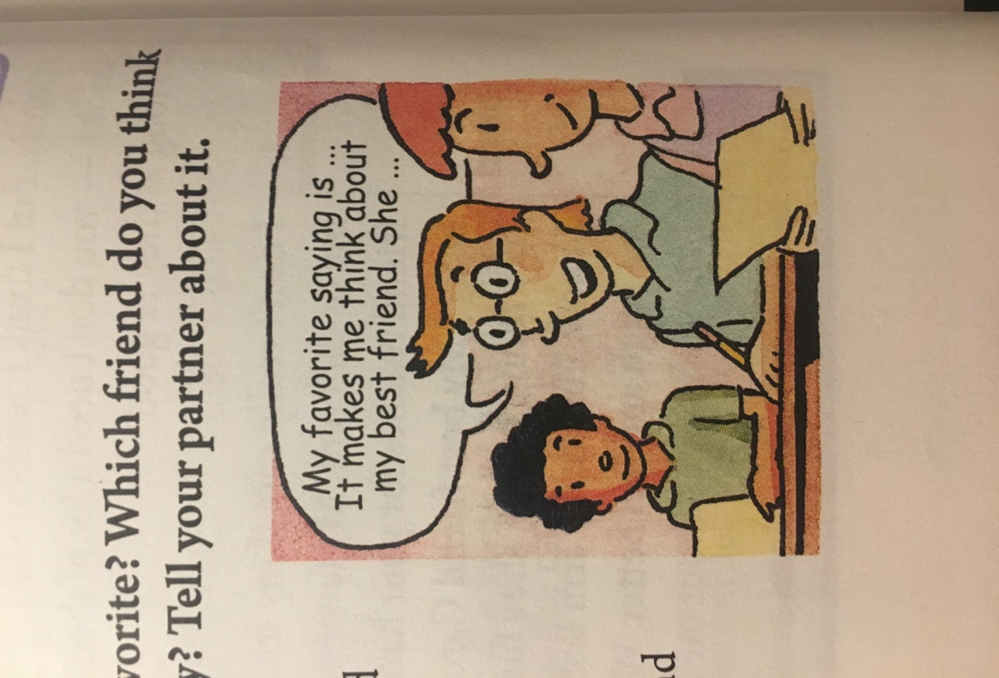 vorite? Which friend do you think
y? Tell your partner about it.
My favorite saying is ...
It makes me think about
my best friend. She ...
d
nd